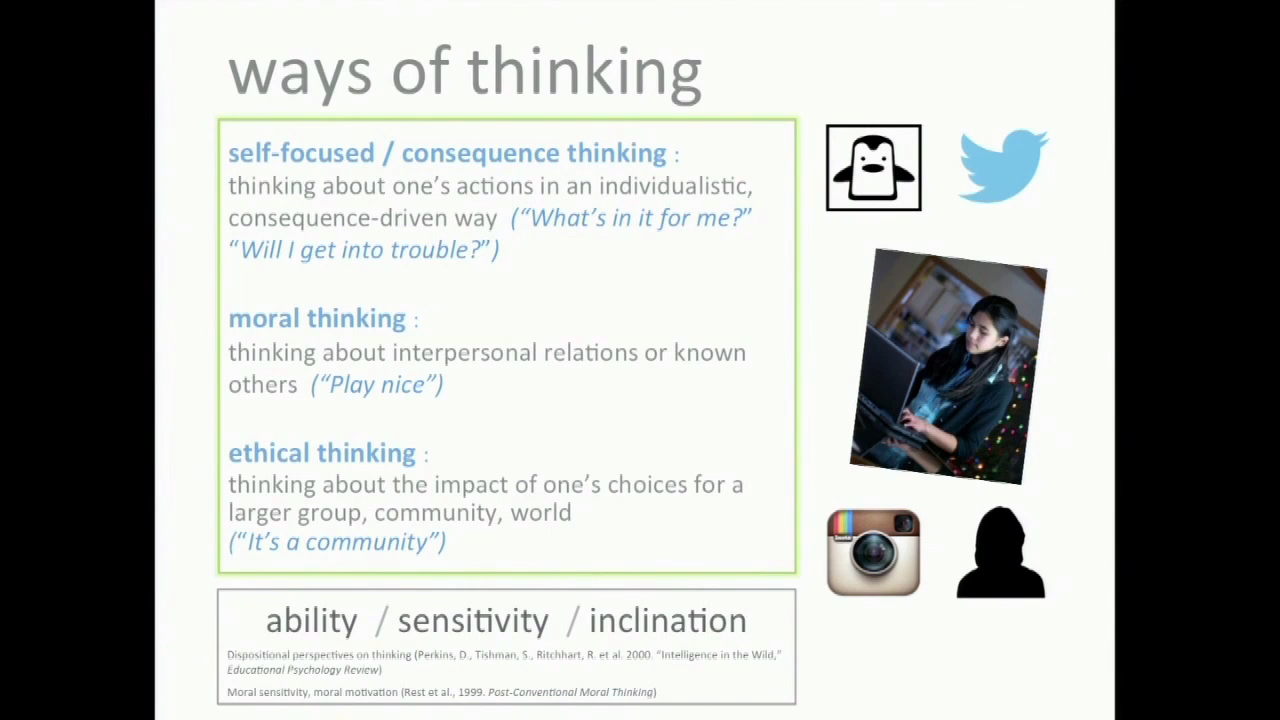 ways of thinking
self-focused / consequence thinking :
thinking about one's actions in an individualistic,
consequence-driven way (“What's in it for me?”
“Will I get into trouble?”)
moral thinking :
thinking about interpersonal relations or known
others (“Play nice”)
ethical thinking :
thinking about the impact of one's choices for a
larger group, community, world
(“It's a community”)
ability / sensitivity / inclination
Dispositional perspectives on thinking (Perkins, D., Tishman, S., Ritchhart, R. et al. 2000. “Intelligence in the Wild,”
Educational Psychology Review)
Moral sensitivity, moral motivation (Rest et al., 1999. Post-Conventional Moral Thinking)